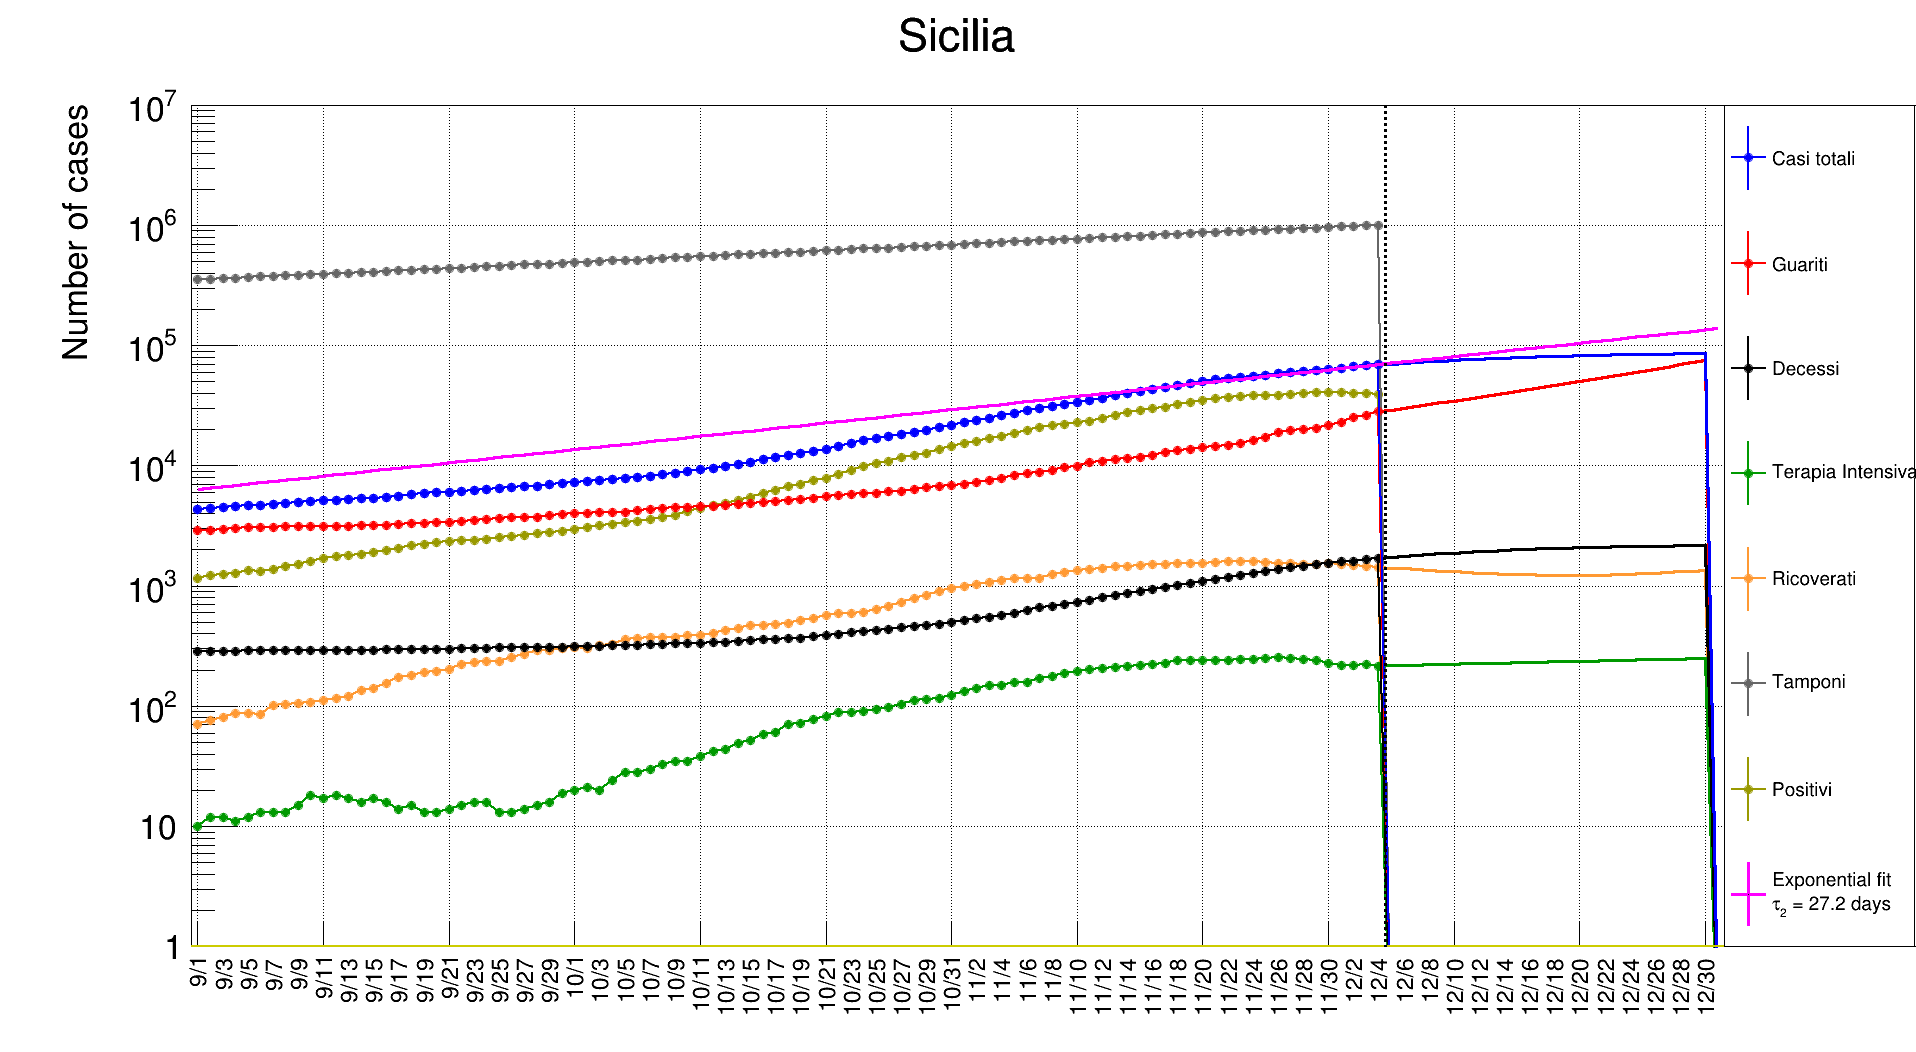 Sicilia
Number of cases
10^7
10^6
10^5
10^4
10^3
10^2
10
1
9/1 9/3 9/5 9/7 9/9 9/11 9/13 9/15 9/17 9/19 9/21 9/23 9/25 9/27 9/29 10/1 10/3 10/5 10/7 10/9 10/11 10/13 10/15 10/17 10/19 10/21 10/23 10/25 10/27 10/29 10/31 11/2 11/4 11/6 11/8 11/10 11/12 11/14 11/16 11/18 11/20 11/22 11/24 11/26 11/28 11/30 12/2 12/4 12/6 12/8 12/10 12/12 12/14 12/16 12/18 12/20 12/22 12/24 12/26 12/28 12/30
Casi totali
Guariti
Decessi
Terapia Intensiva
Ricoverati
Tamponi
Positivi
Exponential fit
τ_2 = 27.2 days